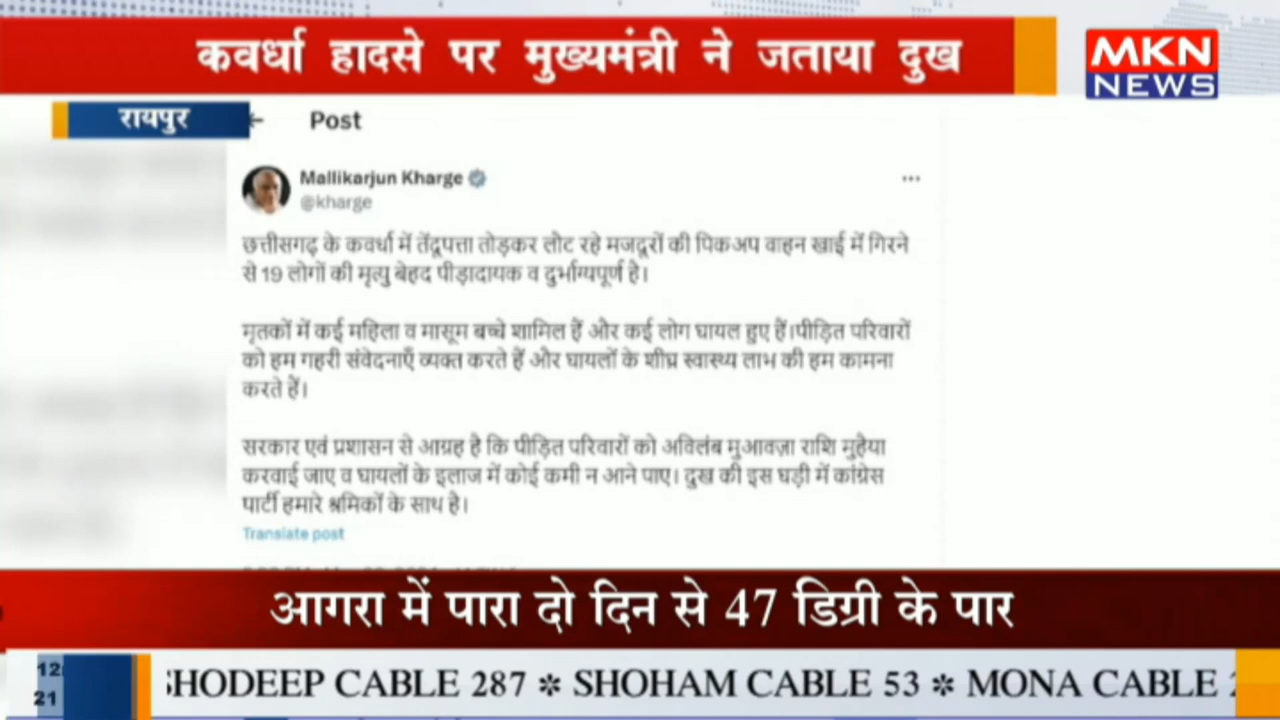 कवर्धा हादसे पर मुख्यमंत्री ने जताया दुख
MKN
NEWS
रायपुर
Post
Mallikarjun Kharge
@kharge
छत्तीसगढ़ के कवर्धा में तेंदूपत्ता तोड़कर लौट रहे मजदूरों की पिकअप वाहन खाई में गिरने
से 19 लोगों की मृत्यु बेहद पीड़ादायक व दुर्भाग्यपूर्ण है।
मृतकों में कई महिला व मासूम बच्चे शामिल हैं और कई लोग घायल हुए हैं।पीड़ित परिवारों
को हम गहरी संवेदनाएँ व्यक्त करते हैं और घायलों के शीघ्र स्वास्थ्य लाभ की हम कामना
करते हैं।
सरकार एवं प्रशासन से आग्रह है कि पीड़ित परिवारों को अविलंब मुआवज़ा राशि मुहैया
करवाई जाए व घायलों के इलाज में कोई कमी न आने पाए। दुख की इस घड़ी में कांग्रेस
पार्टी हमारे श्रमिकों के साथ है।
Translate post
आगरा में पारा दो दिन से 47 डिग्री के पार
12
21
SHODEEP CABLE 287 * SHOHAM CABLE 53 * MONA CABLE